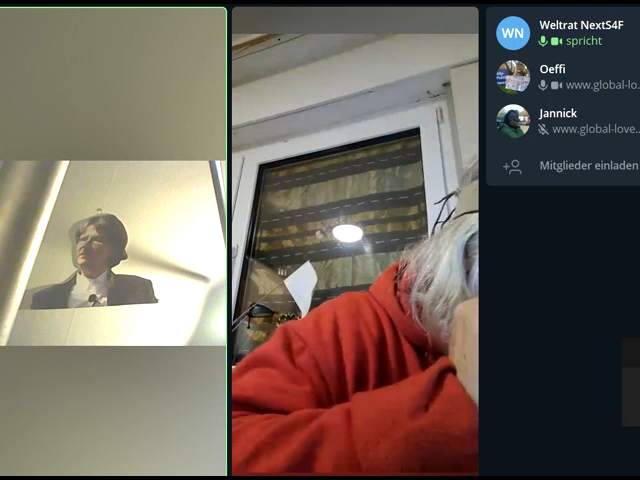 WN
Weltrat NextS4F
spricht
Oeffi
www.global-lo.
Jannick
www.global-love..
Mitglieder einladen